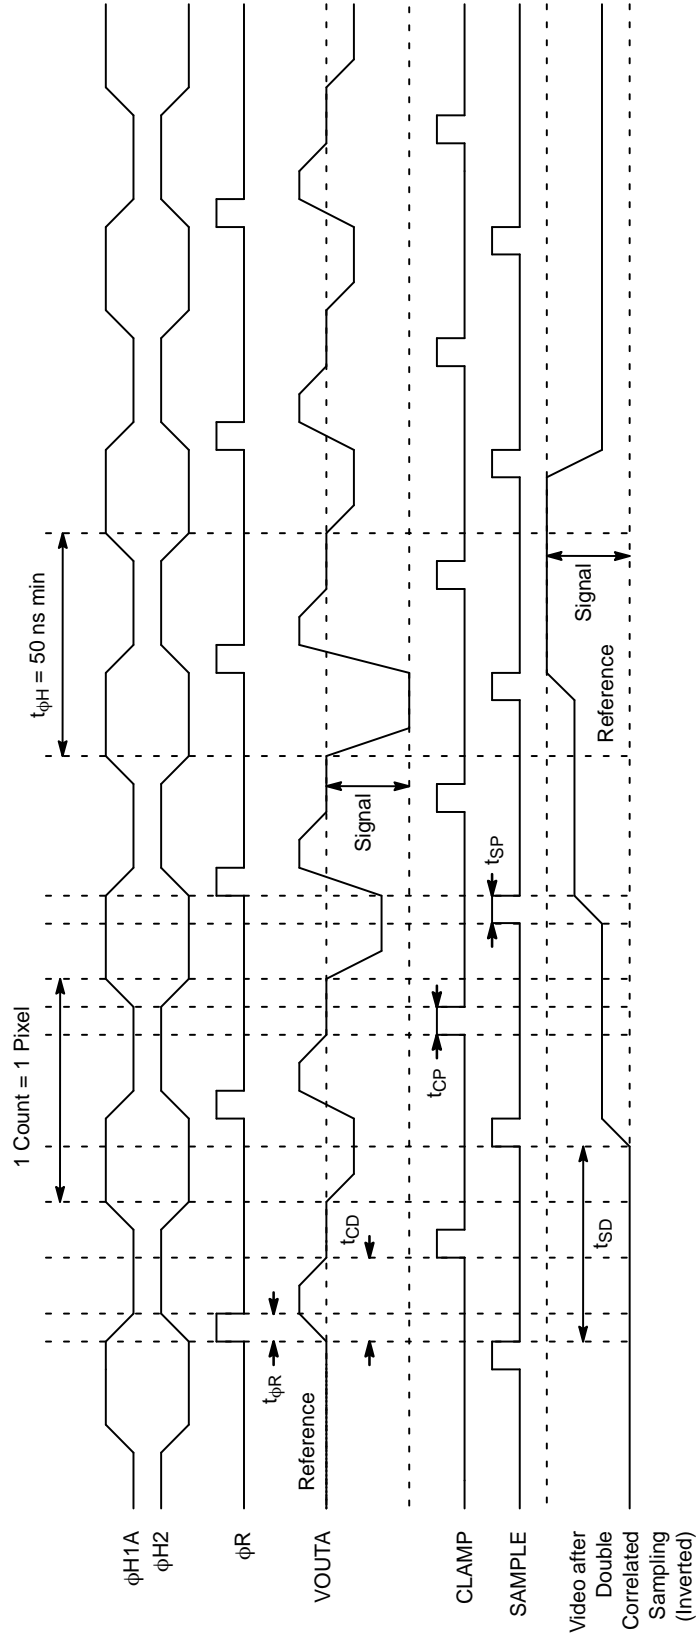 tφH = 50 ns min
1 Count = 1 Pixel
φH1A
φH2
φR
tφR
VOUTA
Reference
tCD
Signal
CLAMP
tCP
SAMPLE
tSP
Video after
Double
Correlated
Sampling
(Inverted)
tSD
Reference
Signal